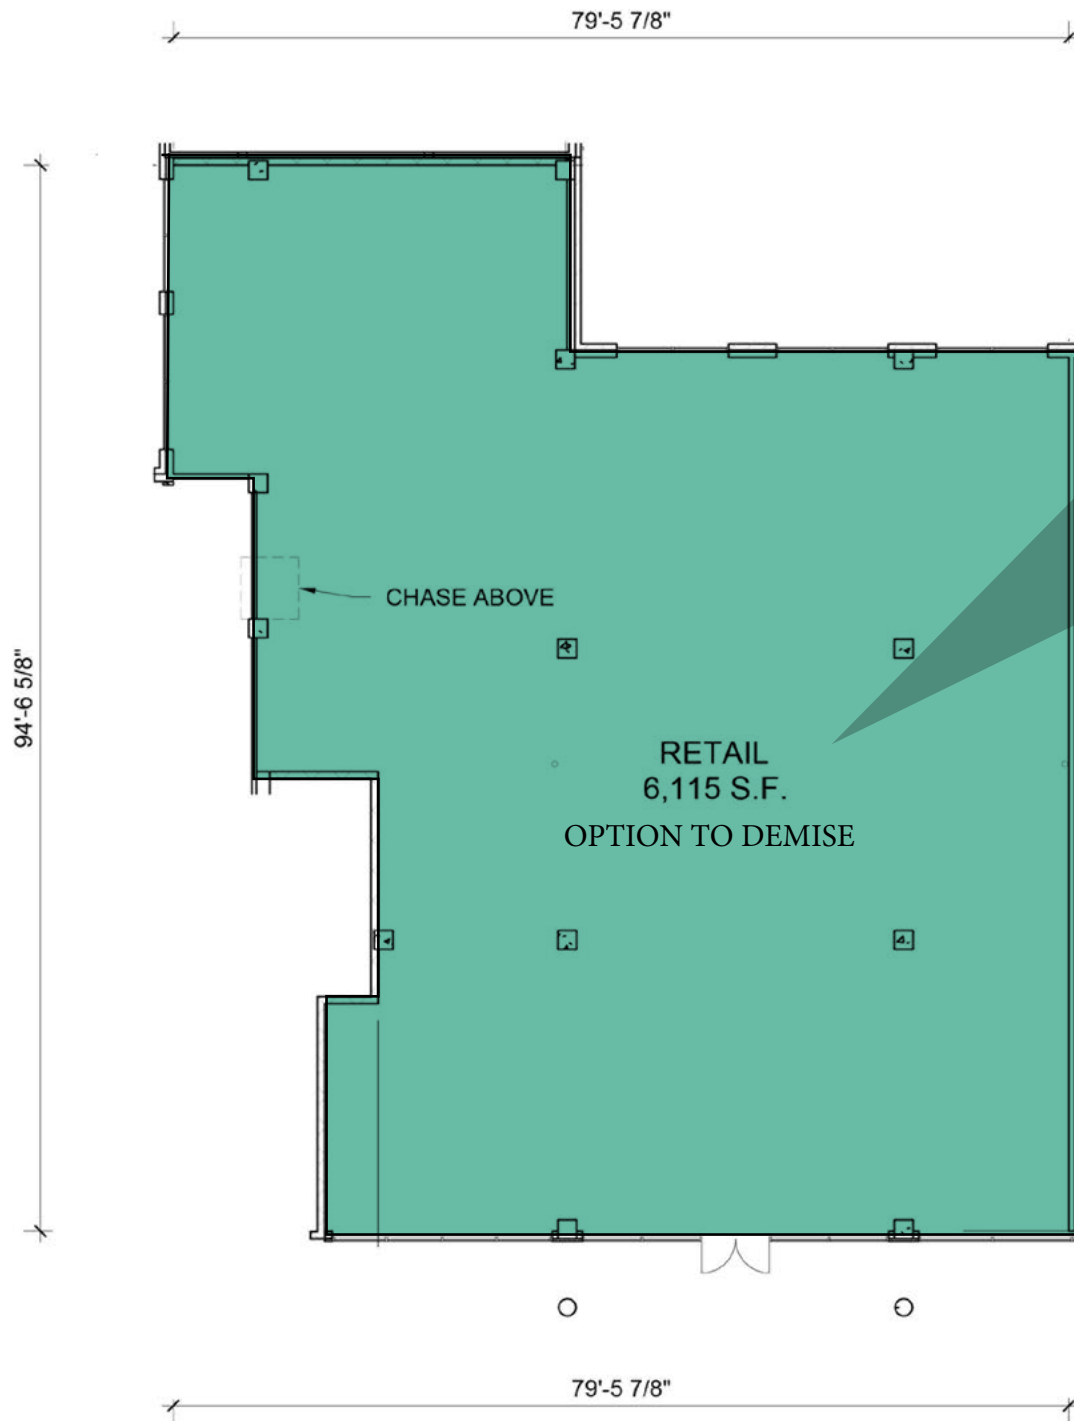 79'-5 7/8"
CHASE ABOVE
94'-6 5/8"
RETAIL
6,115 S.F.
OPTION TO DEMISE
79'-5 7/8"